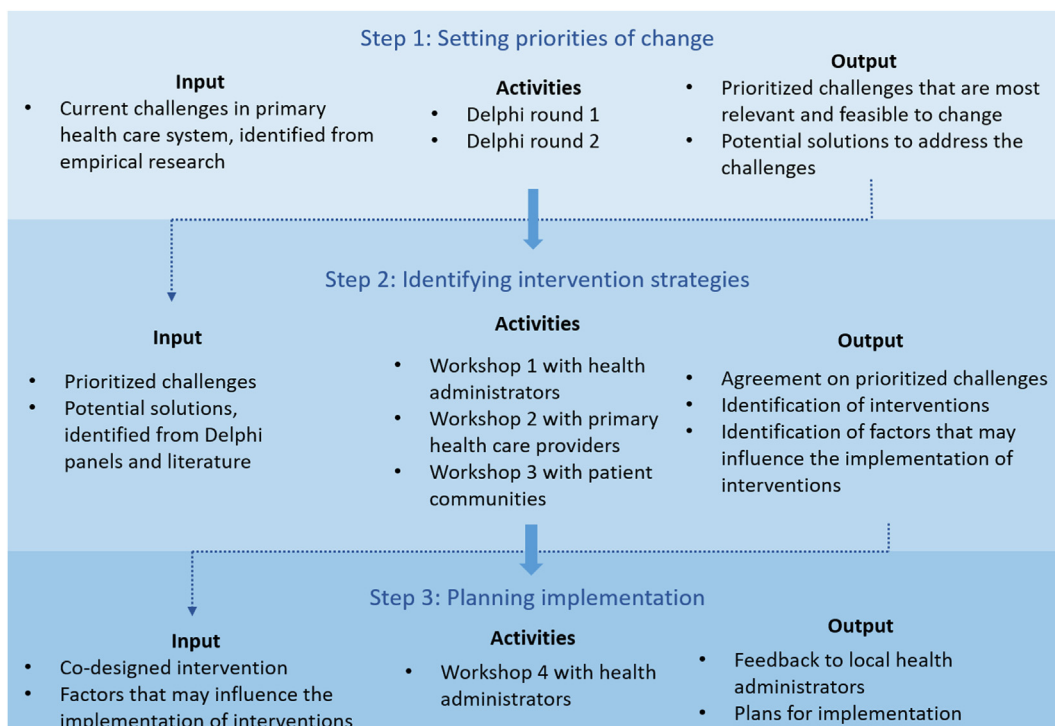 Step 1: Setting priorities of change
Input
• Current challenges in primary
health care system, identified from
empirical research
Activities
• Delphi round 1
• Delphi round 2
Output
• Prioritized challenges that are most
relevant and feasible to change
• Potential solutions to address the
challenges
Step 2: Identifying intervention strategies
Input
• Prioritized challenges
• Potential solutions,
identified from Delphi
panels and literature
Activities
• Workshop 1 with health
administrators
• Workshop 2 with primary
health care providers
• Workshop 3 with patient
communities
Output
• Agreement on prioritized challenges
• Identification of interventions
• Identification of factors that may
influence the implementation of
interventions
Step 3: Planning implementation
Input
• Co-designed intervention
• Factors that may influence the
implementation of interventions
Activities
• Workshop 4 with health
administrators
Output
• Feedback to local health
administrators
• Plans for implementation